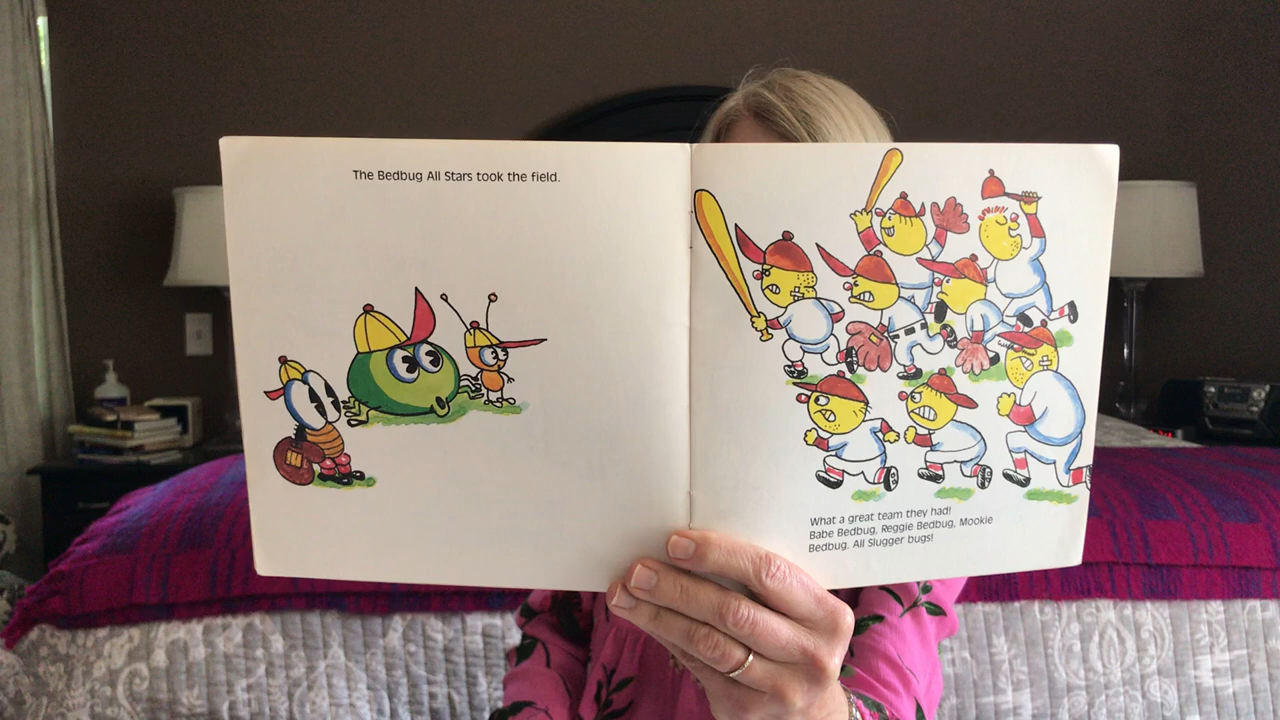 The Bedbug All Stars took the field.
What a great team they had!
Babe Bedbug, Reggie Bedbug, Mookie
Bedbug. All Slugger bugs!